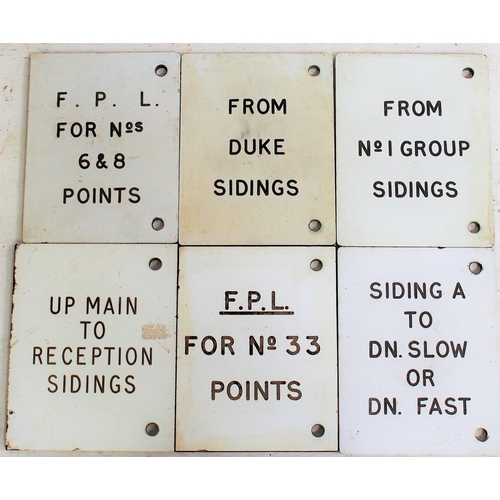 F. P. L.
FOR Nos
6 & 8
POINTS
FROM
DUKE
SIDINGS
FROM
No 1 GROUP
SIDINGS
UP MAIN
TO
RECEPTION
SIDINGS
F.P.L.
FOR No 33
POINTS
SIDING A
TO
DN. SLOW
OR
DN. FAST